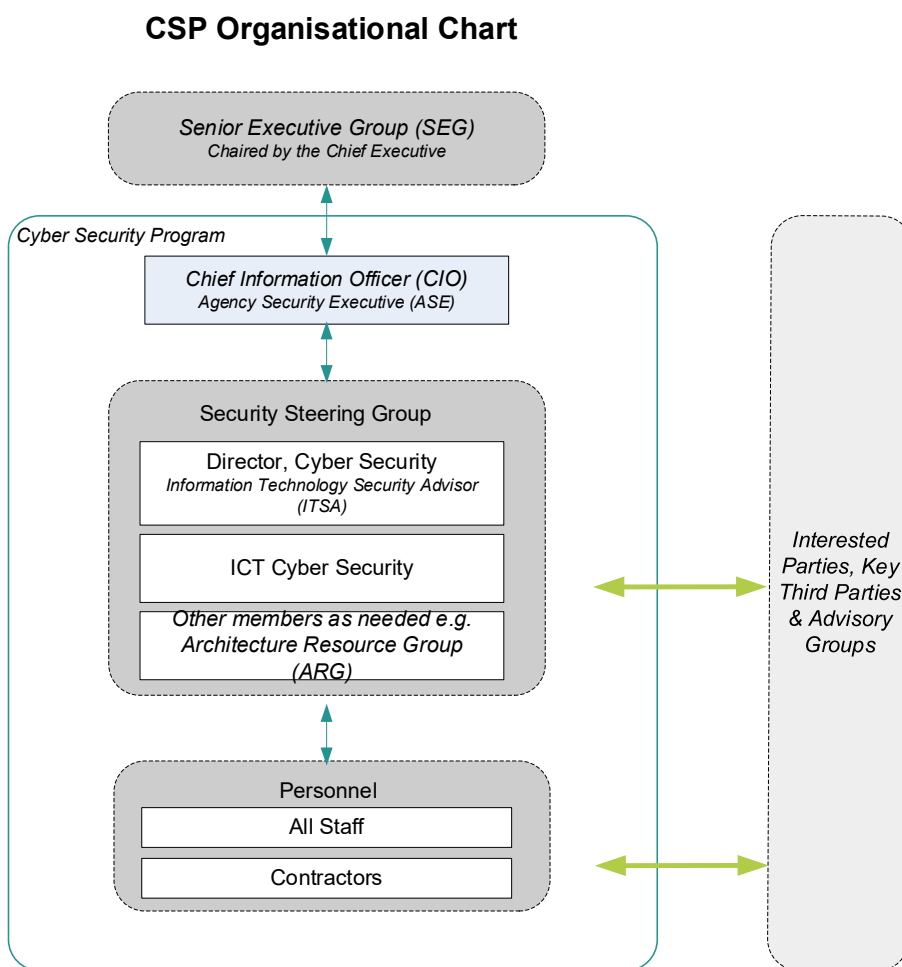 CSP Organisational Chart
Senior Executive Group (SEG)
Chaired by the Chief Executive
Cyber Security Program
Chief Information Officer (CIO)
Agency Security Executive (ASE)
Security Steering Group
Director, Cyber Security
Information Technology Security Advisor
(ITSA)
ICT Cyber Security
Other members as needed e.g.
Architecture Resource Group
(ARG)
Personnel
All Staff
Contractors
Interested
Parties, Key
Third Parties
& Advisory
Groups